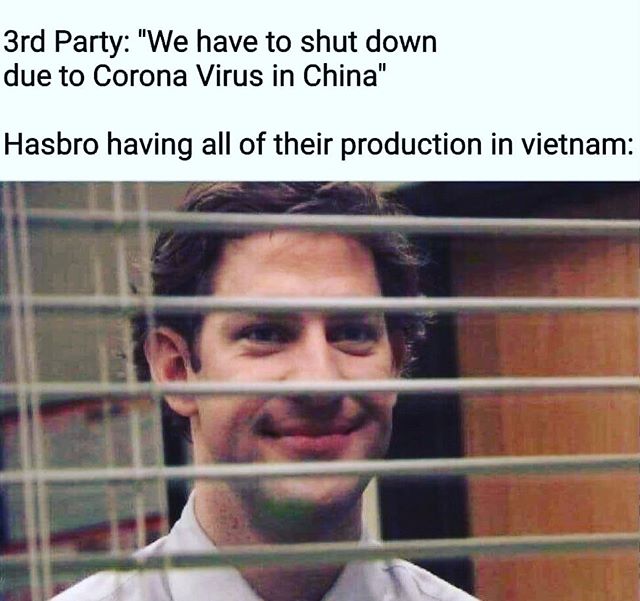 3rd Party: "We have to shut down
due to Corona Virus in China"
Hasbro having all of their production in vietnam: